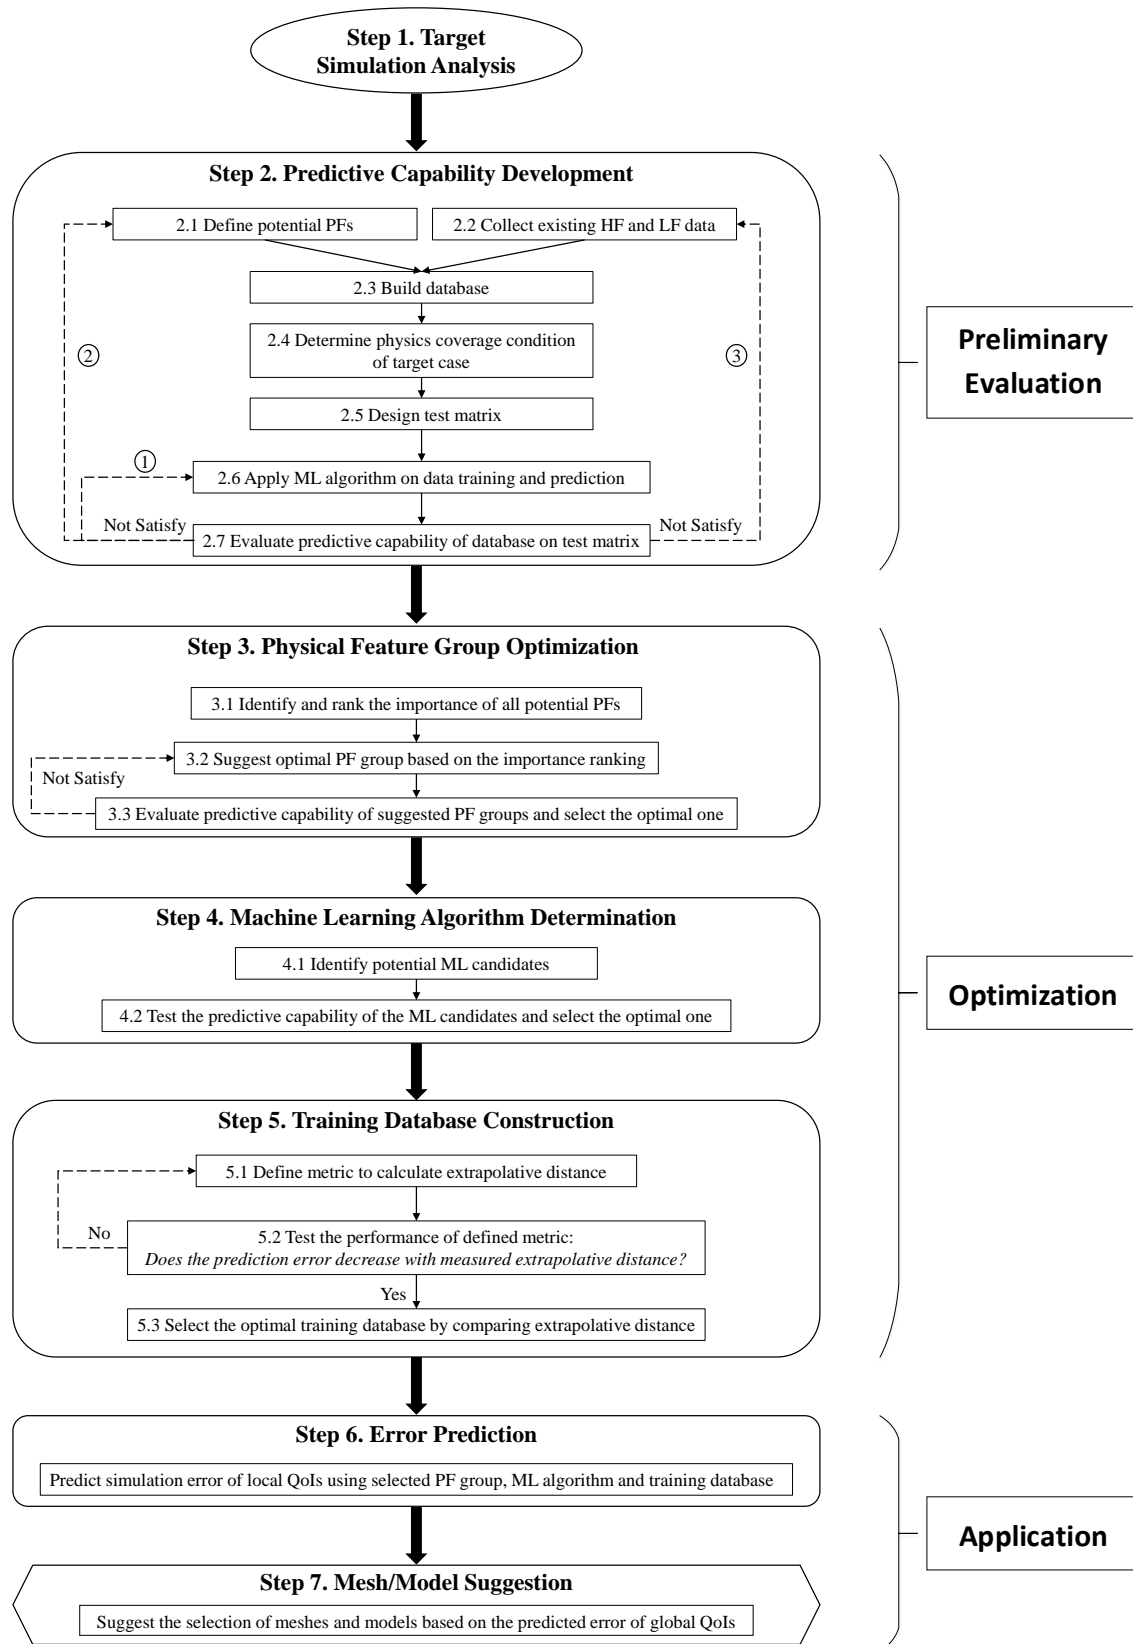 Step 1. Target
Simulation Analysis
Step 2. Predictive Capability Development
2.1 Define potential PFs
2.2 Collect existing HF and LF data
2.3 Build database
2.4 Determine physics coverage condition
of target case
2
3
2.5 Design test matrix
1
2.6 Apply ML algorithm on data training and prediction
Not Satisfy
Not Satisfy
2.7 Evaluate predictive capability of database on test matrix
Preliminary
Evaluation
Step 3. Physical Feature Group Optimization
3.1 Identify and rank the importance of all potential PFs
3.2 Suggest optimal PF group based on the importance ranking
Not Satisfy
3.3 Evaluate predictive capability of suggested PF groups and select the optimal one
Step 4. Machine Learning Algorithm Determination
4.1 Identify potential ML candidates
4.2 Test the predictive capability of the ML candidates and select the optimal one
Optimization
Step 5. Training Database Construction
5.1 Define metric to calculate extrapolative distance
No
5.2 Test the performance of defined metric:
Does the prediction error decrease with measured extrapolative distance?
Yes
5.3 Select the optimal training database by comparing extrapolative distance
Step 6. Error Prediction
Predict simulation error of local QoIs using selected PF group, ML algorithm and training database
Application
Step 7. Mesh/Model Suggestion
Suggest the selection of meshes and models based on the predicted error of global QoIs